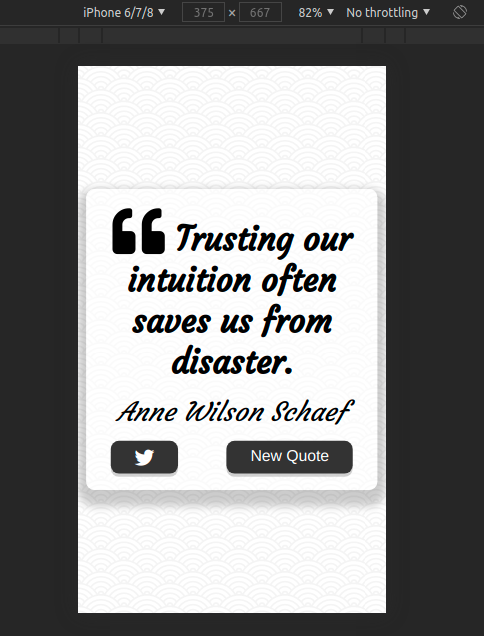 iPhone 6/7/8 ▼ 375 × 667 82% ▼ No throttling ▼
❝ Trusting our
intuition often
saves us from
disaster.
Anne Wilson Schaef
New Quote